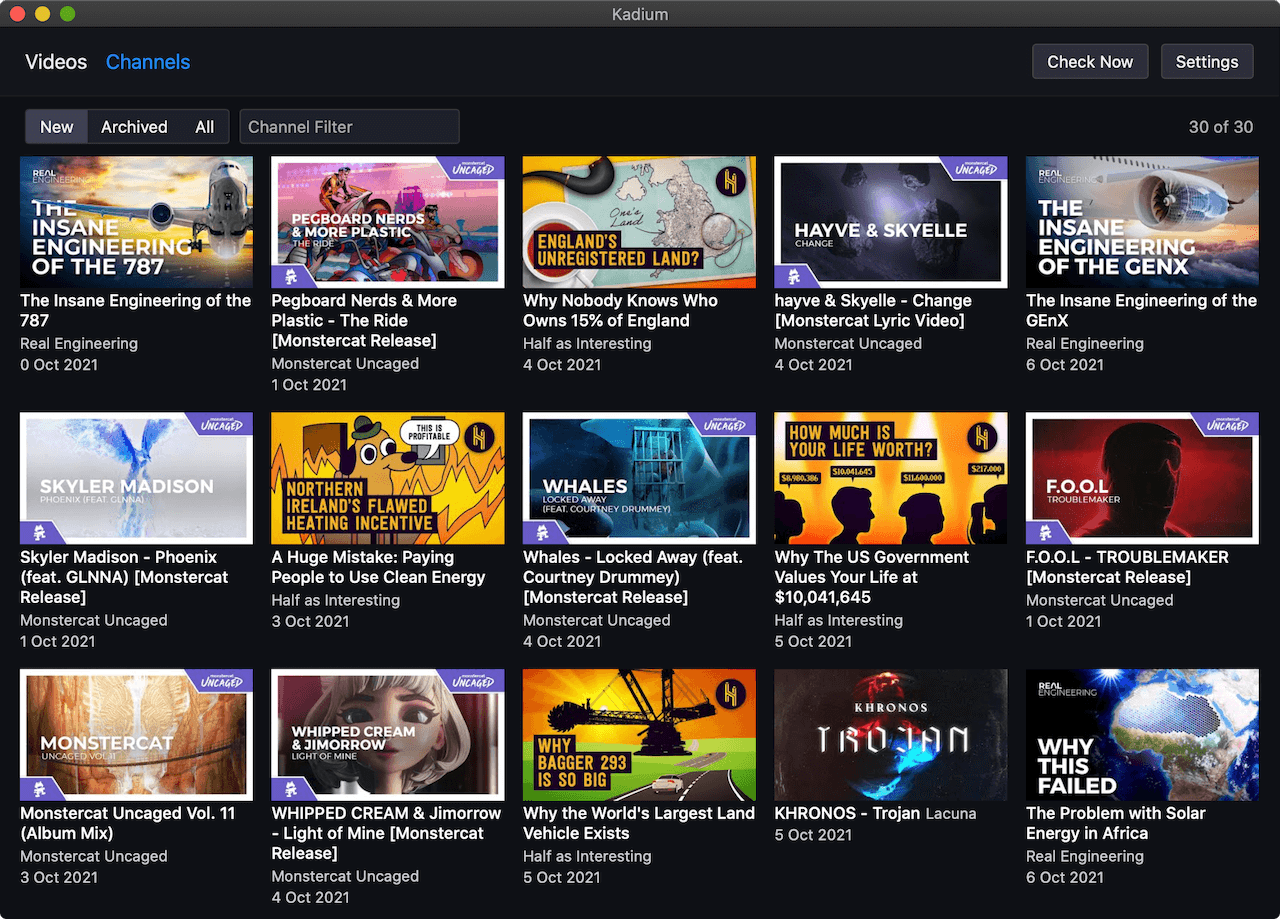 Kadium
Videos Channels
Check Now Settings
New Archived All Channel Filter
30 of 30
REAL
ENGINEERING
THE
INSANE
ENGINEERING
OF THE 787
The Insane Engineering of the
787
Real Engineering
0 Oct 2021
monstercat
UNCAGED
PEGBOARD NERDS
& MORE PLASTIC
THE RIDE
Pegboard Nerds & More
Plastic - The Ride
[Monstercat Release]
Monstercat Uncaged
1 Oct 2021
One's
Land
ENGLAND'S
UNREGISTERED LAND?
Why Nobody Knows Who
Owns 15% of England
Half as Interesting
4 Oct 2021
monstercat
UNCAGED
HAYVE & SKYELLE
CHANGE
hayve & Skyelle - Change
[Monstercat Lyric Video]
Monstercat Uncaged
4 Oct 2021
REAL
ENGINEERING
THE
INSANE
ENGINEERING
OF THE GENX
The Insane Engineering of the
GEnX
Real Engineering
6 Oct 2021
monstercat
UNCAGED
SKYLER MADISON
PHOENIX (FEAT. GLNNA)
Skyler Madison - Phoenix
(feat. GLNNA) [Monstercat
Release]
Monstercat Uncaged
1 Oct 2021
THIS IS
PROFITABLE
NORTHERN
IRELAND'S FLAWED
HEATING INCENTIVE
A Huge Mistake: Paying
People to Use Clean Energy
Half as Interesting
3 Oct 2021
monstercat
UNCAGED
WHALES
LOCKED AWAY
(FEAT. COURTNEY DRUMMEY)
Whales - Locked Away (feat.
Courtney Drummey)
[Monstercat Release]
Monstercat Uncaged
4 Oct 2021
HOW MUCH IS
YOUR LIFE WORTH?
$8,980,386
$10,041,645
$11,600,000
$217,000
Why The US Government
Values Your Life at
$10,041,645
Half as Interesting
5 Oct 2021
monstercat
UNCAGED
F.O.O.L
TROUBLEMAKER
F.O.O.L - TROUBLEMAKER
[Monstercat Release]
Monstercat Uncaged
1 Oct 2021
monstercat
UNCAGED
MONSTERCAT
UNCAGED VOL. 11
Monstercat Uncaged Vol. 11
(Album Mix)
Monstercat Uncaged
3 Oct 2021
monstercat
UNCAGED
WHIPPED CREAM
& JIMORROW
LIGHT OF MINE
WHIPPED CREAM & Jimorrow
- Light of Mine [Monstercat
Release]
Monstercat Uncaged
4 Oct 2021
WHY
BAGGER 293
IS SO BIG
Why the World's Largest Land
Vehicle Exists
Half as Interesting
5 Oct 2021
KHRONOS
TROJAN
KHRONOS - Trojan Lacuna
5 Oct 2021
REAL
ENGINEERING
WHY
THIS
FAILED
The Problem with Solar
Energy in Africa
Real Engineering
6 Oct 2021